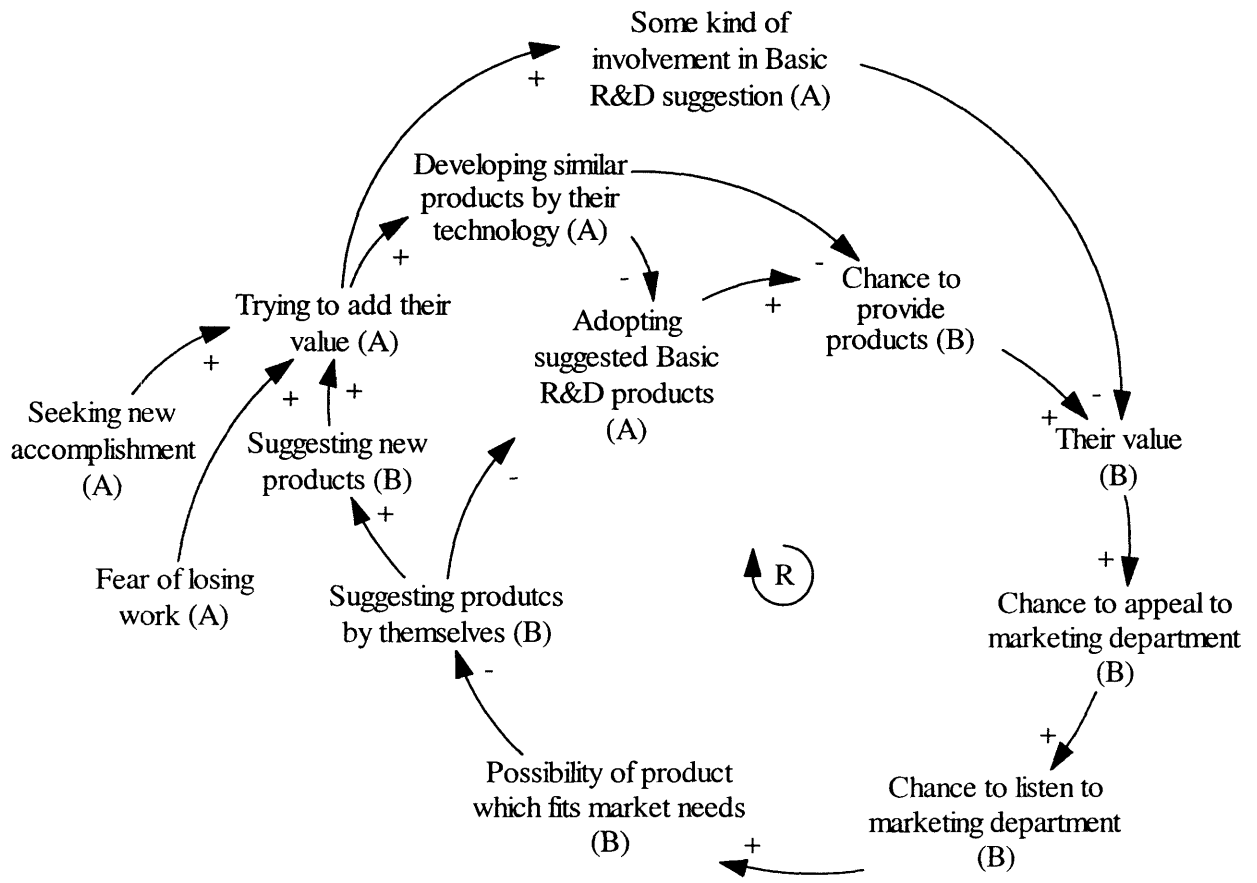 Some kind of
involvement in Basic
R&D suggestion (A)
+
Developing similar
products by their
technology (A)
+
-
-
Chance to
provide
products (B)
+
Trying to add their
value (A)
Adopting
suggested Basic
R&D products
(A)
+
+
+
Seeking new
accomplishment
(A)
Suggesting new
products (B)
-
+
Their value
(B)
-
+
Fear of losing
work (A)
Suggesting produtcs
by themselves (B)
R
+
Chance to appeal to
marketing department
(B)
-
+
Possibility of product
which fits market needs
(B)
Chance to listen to
marketing department
(B)
+